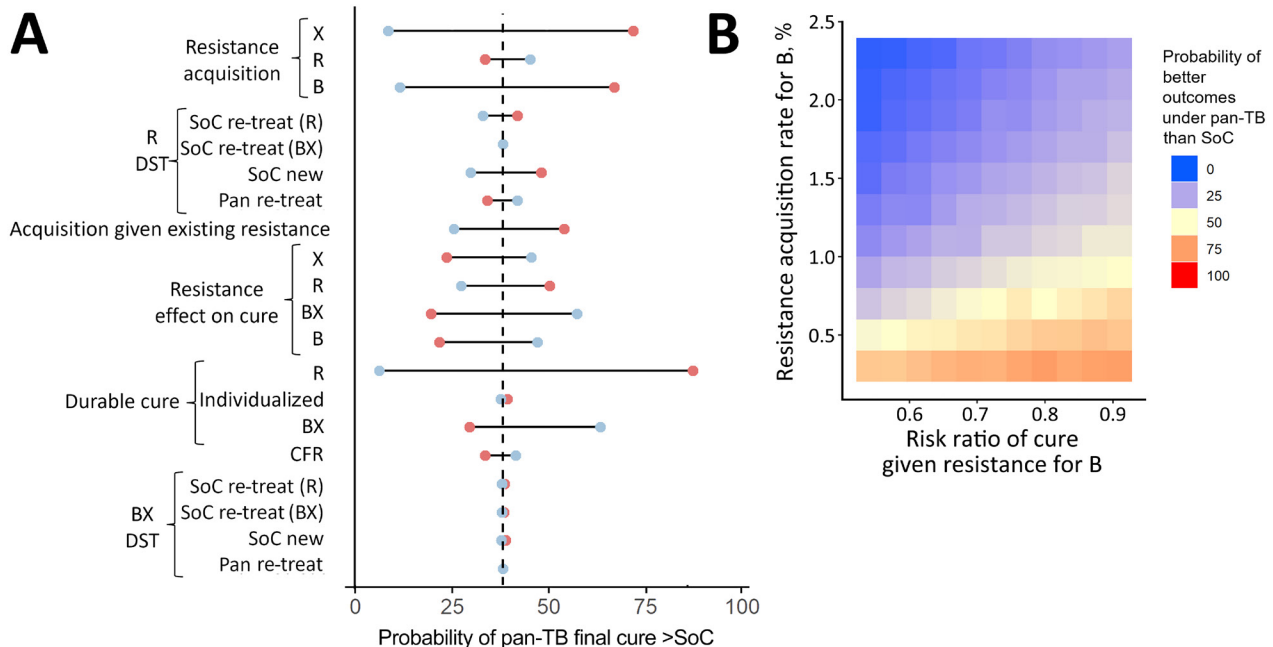 A
Resistance
acquisition
X
R
B
R
DST
SoC re-treat (R)
SoC re-treat (BX)
SoC new
Pan re-treat
Acquisition given existing resistance
Resistance
effect on cure
X
R
BX
B
Durable cure
R
Individualized
BX
CFR
BX
DST
SoC re-treat (R)
SoC re-treat (BX)
SoC new
Pan re-treat
0 25 50 75 100
Probability of pan-TB final cure >SoC
B
Resistance acquisition rate for B, %
2.5
2.0
1.5
1.0
0.5
0.6 0.7 0.8 0.9
Risk ratio of cure
given resistance for B
Probability of
better
outcomes
under pan-TB
than SoC
0
25
50
75
100